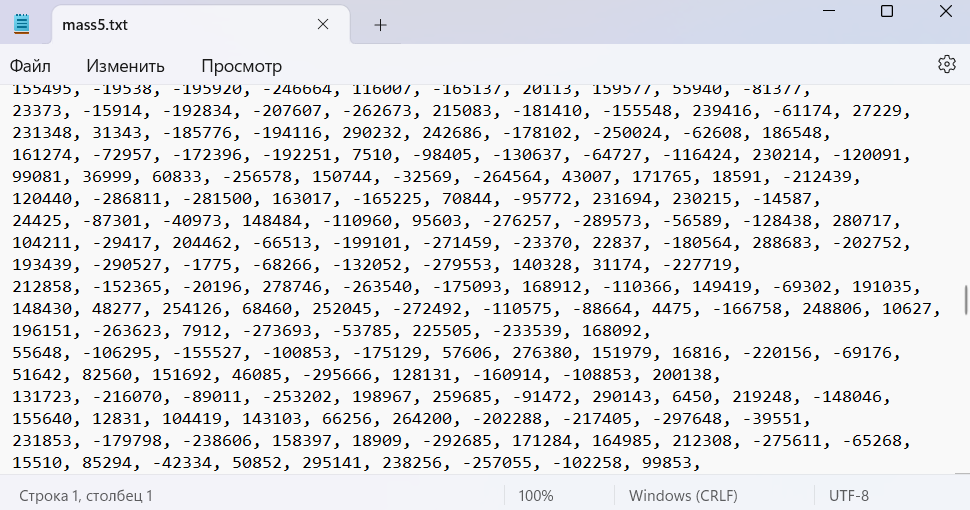 mass5.txt
Файл Изменить Просмотр
155495, -19538, -195920, -246664, 116007, -165137, 20113, 159577, 55940, -81377,
23373, -15914, -192834, -207607, -262673, 215083, -181410, -155548, 239416, -61174, 27229,
231348, 31343, -185776, -194116, 290232, 242686, -178102, -250024, -62608, 186548,
161274, -72957, -172396, -192251, 7510, -98405, -130637, -64727, -116424, 230214, -120091,
99081, 36999, 60833, -256578, 150744, -32569, -264564, 43007, 171765, 18591, -212439,
120440, -286811, -281500, 163017, -165225, 70844, -95772, 231694, 230215, -14587,
24425, -87301, -40973, 148484, -110960, 95603, -276257, -289573, -56589, -128438, 280717,
104211, -29417, 204462, -66513, -199101, -271459, -23370, 22837, -180564, 288683, -202752,
193439, -290527, -1775, -68266, -132052, -279553, 140328, 31174, -227719,
212858, -152365, -20196, 278746, -263540, -175093, 168912, -110366, 149419, -69302, 191035,
148430, 48277, 254126, 68460, 252045, -272492, -110575, -88664, 4475, -166758, 248806, 10627,
196151, -263623, 7912, -273693, -53785, 225505, -233539, 168092,
55648, -106295, -155527, -100853, -175129, 57606, 276380, 151979, 16816, -220156, -69176,
51642, 82560, 151692, 46085, -295666, 128131, -160914, -108853, 200138,
131723, -216070, -89011, -253202, 198967, 259685, -91472, 290143, 6450, 219248, -148046,
155640, 12831, 104419, 143103, 66256, 264200, -202288, -217405, -297648, -39551,
231853, -179798, -238606, 158397, 18909, -292685, 171284, 164985, 212308, -275611, -65268,
15510, 85294, -42334, 50852, 295141, 238256, -257055, -102258, 99853,
Строка 1, столбец 1 100% Windows (CRLF) UTF-8